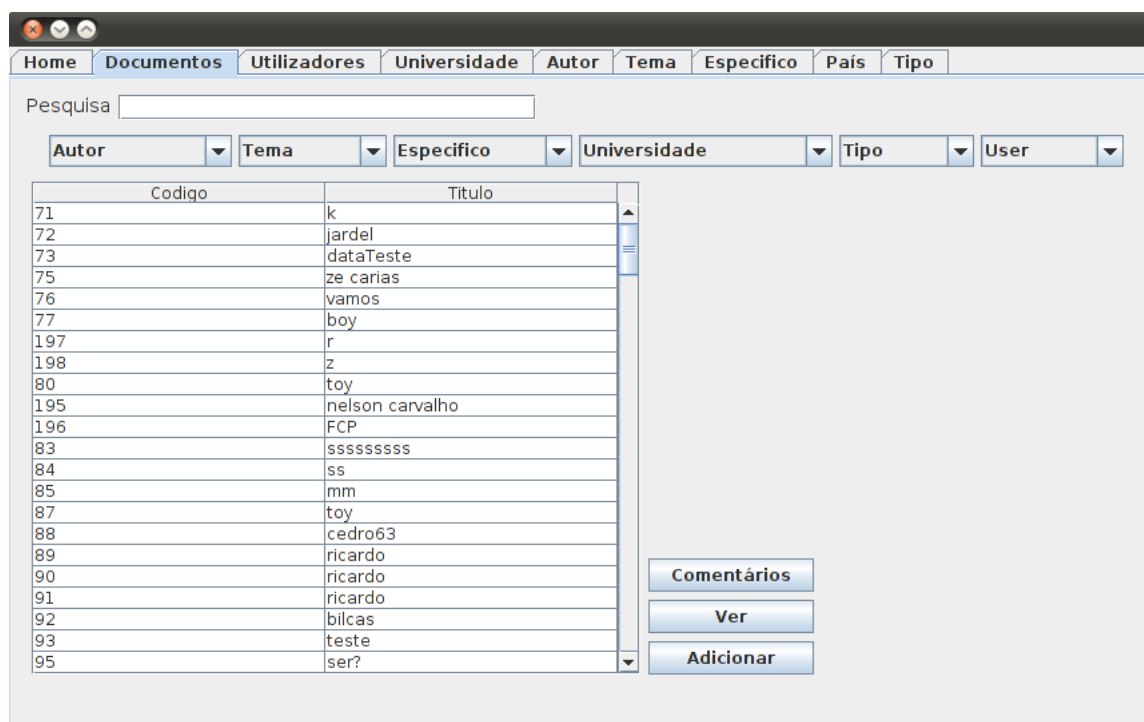 Home Documentos Utilizadores Universidade Autor Tema Especifico País Tipo
Pesquisa
Autor Tema Especifico Universidade Tipo User
Codigo Titulo
71 k
72 jardel
73 dataTeste
75 ze carias
76 vamos
77 boy
197 r
198 z
80 toy
195 nelson carvalho
196 FCP
83 sssssssss
84 ss
85 mm
87 toy
88 cedro63
89 ricardo
90 ricardo
91 ricardo
92 bilcas
93 teste
95 ser?
Comentários
Ver
Adicionar